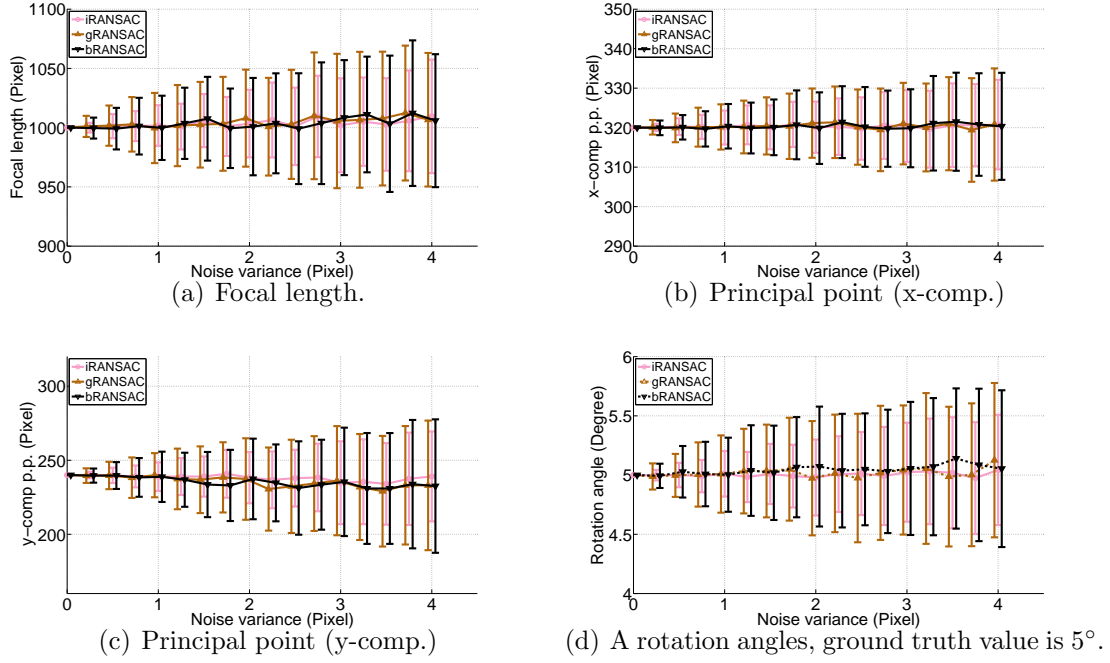 iRANSAC
gRANSAC
bRANSAC
Focal length (Pixel)
1100
1050
1000
950
900
0 1 2 3 4
Noise variance (Pixel)
(a) Focal length.
iRANSAC
gRANSAC
bRANSAC
x−comp p.p. (Pixel)
350
340
330
320
310
300
290
0 1 2 3 4
Noise variance (Pixel)
(b) Principal point (x-comp.)
iRANSAC
gRANSAC
bRANSAC
y−comp p.p. (Pixel)
300
250
200
0 1 2 3 4
Noise variance (Pixel)
(c) Principal point (y-comp.)
iRANSAC
gRANSAC
bRANSAC
Rotation angle (Degree)
6
5.5
5
4.5
4
0 1 2 3 4
Noise variance (Pixel)
(d) A rotation angles, ground truth value is 5°.